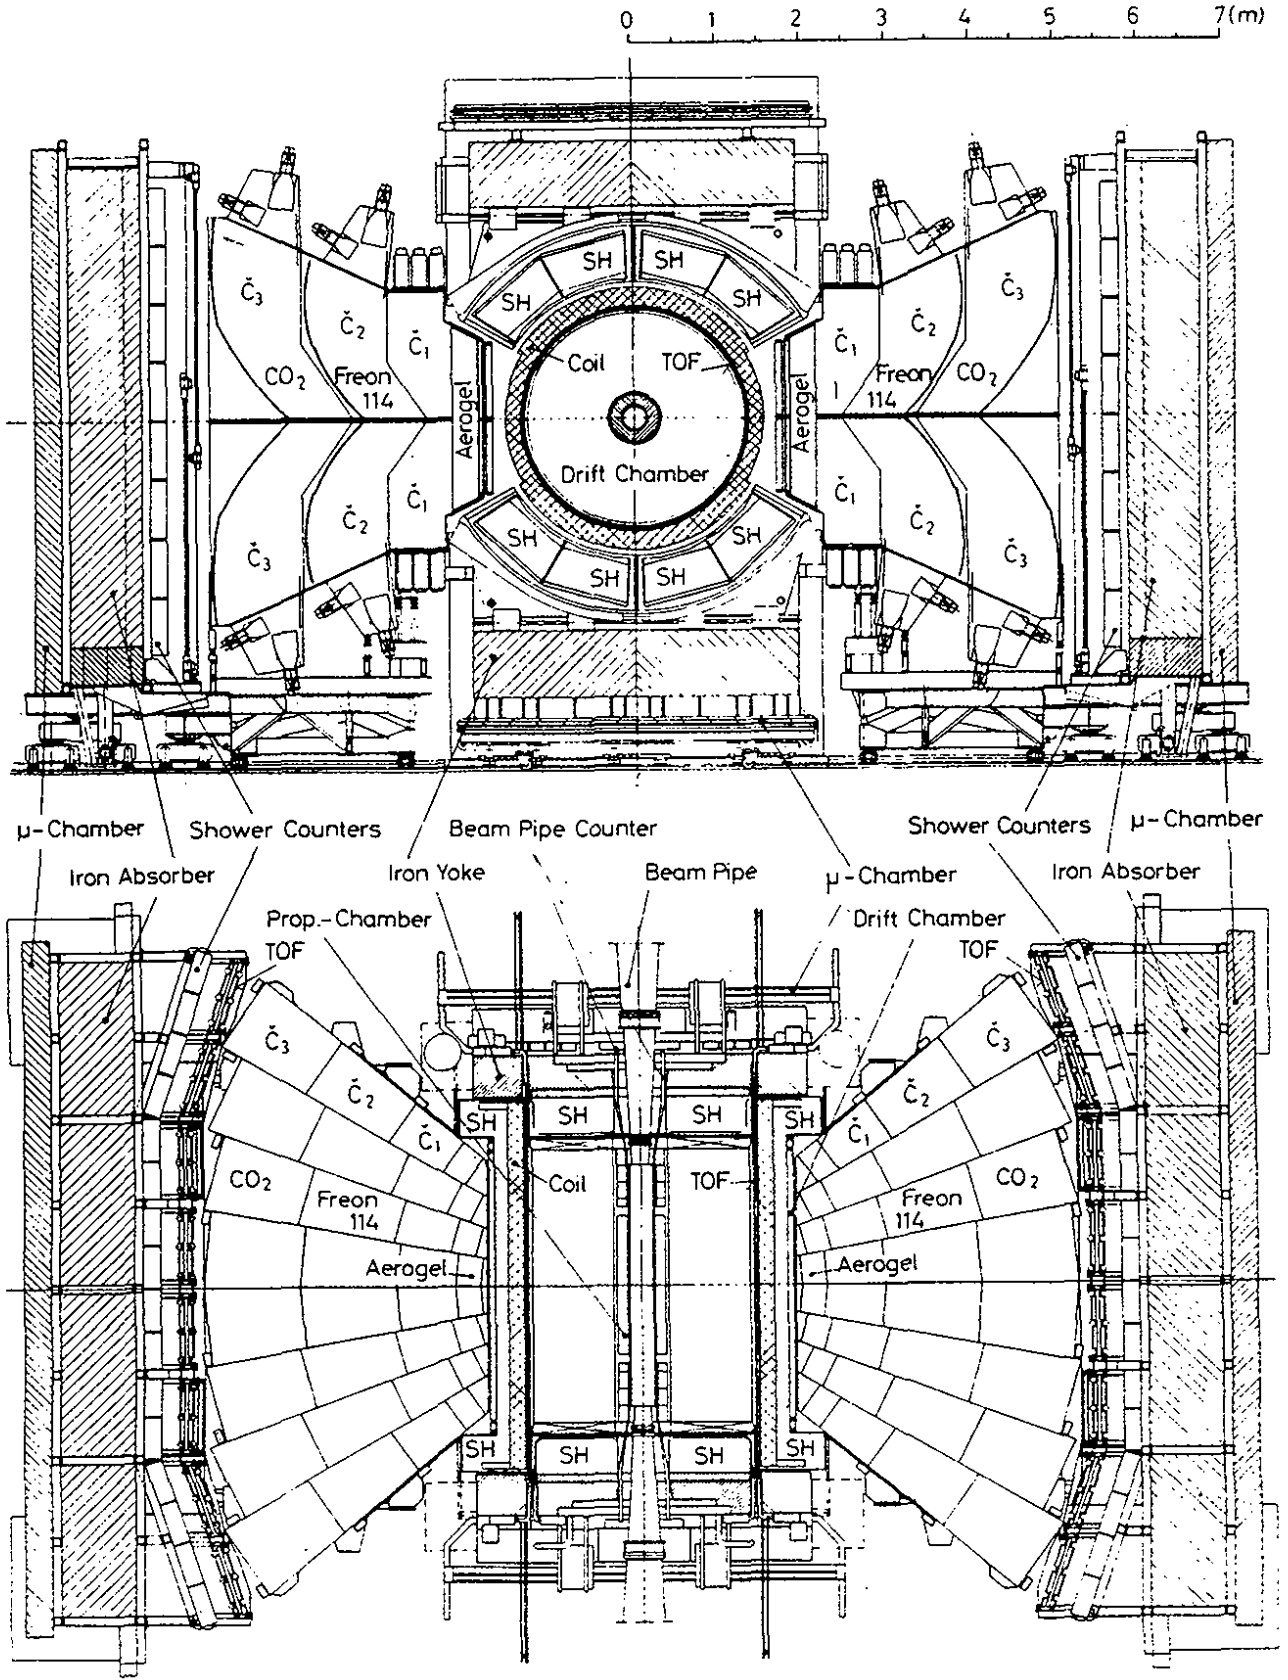 0 1 2 3 4 5 6 7(m)
SH SH
SH SH
Č3 Č3
Č2 Č2
Č1 Č1
Coil TOF
CO2 Freon Freon CO2
114 114
Aerogel Aerogel
Drift Chamber
Č1 Č1
Č2 Č2
SH SH
Č3 SH SH Č3
μ-Chamber Shower Counters Beam Pipe Counter Shower Counters μ-Chamber
Iron Absorber Iron Yoke Beam Pipe μ-Chamber Iron Absorber
Prop.-Chamber Drift Chamber
TOF TOF
Č3 Č3
Č2 Č2
SH SH SH SH
Č1 Č1
CO2 Coil TOF CO2
Freon Freon
114 114
Aerogel Aerogel
SH SH SH SH